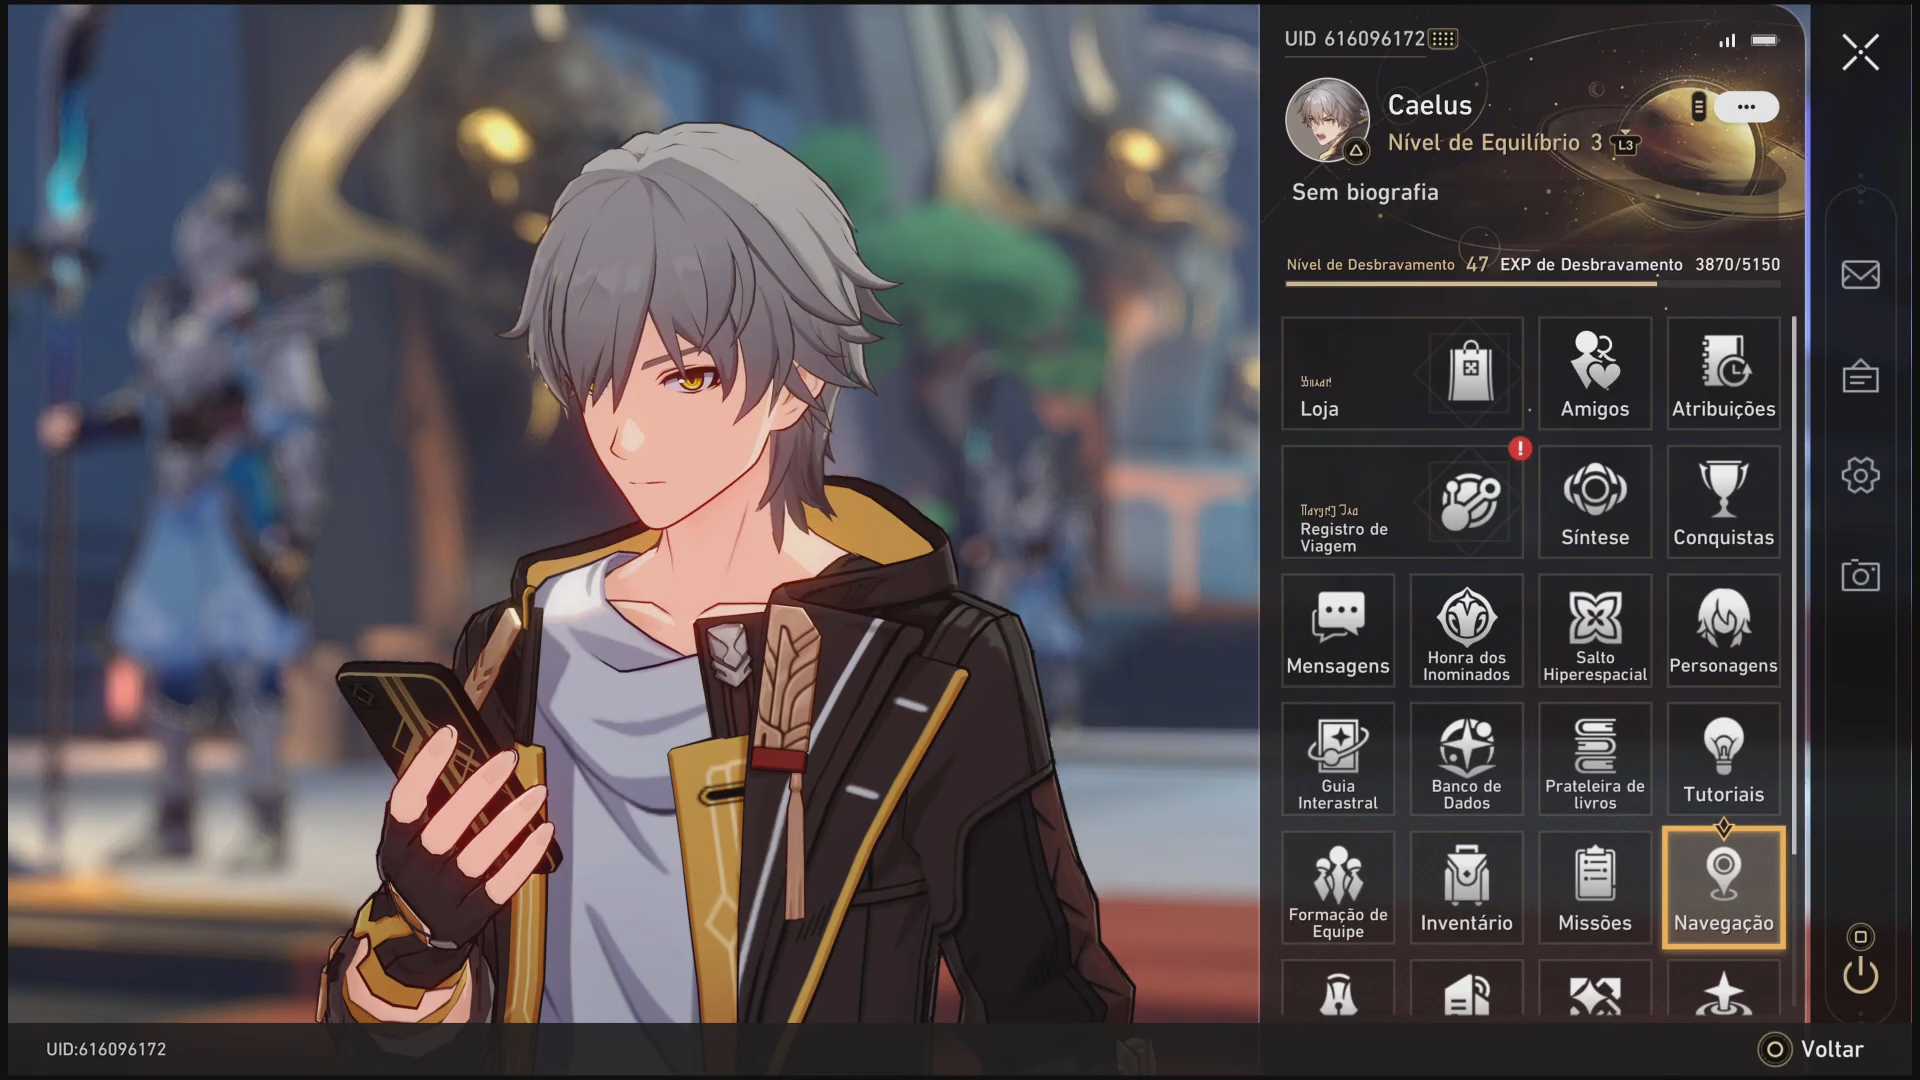 UID 616096172
Caelus
Nível de Equilíbrio 3
L3
Sem biografia
Nível de Desbravamento 47 EXP de Desbravamento 3870/5150
Loja
Amigos
Atribuições
Registro de
Viagem
Síntese
Conquistas
Mensagens
Honra dos
Inominados
Salto
Hiperespacial
Personagens
Guia
Interastral
Banco de
Dados
Prateleira de
livros
Tutoriais
Formação de
Equipe
Inventário
Missões
Navegação
UID:616096172
Voltar